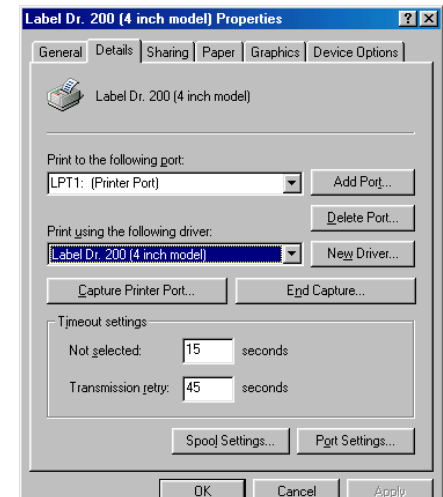 Label Dr. 200 (4 inch model) Properties
General Details Sharing Paper Graphics Device Options
Label Dr. 200 (4 inch model)
Print to the following port:
LPT1: (Printer Port) Add Port...
Delete Port...
Print using the following driver:
Label Dr. 200 (4 inch model) New Driver...
Capture Printer Port... End Capture...
Timeout settings
Not selected: 15 seconds
Transmission retry: 45 seconds
Spool Settings... Port Settings...
OK Cancel Apply